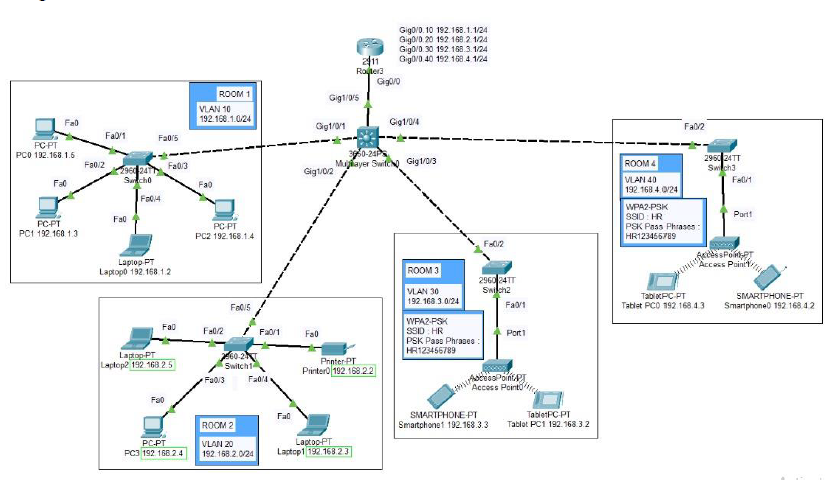 Gig0/0.10 192.168.1.1/24
Gig0/0.20 192.168.2.1/24
Gig0/0.30 192.168.3.1/24
Gig0/0.40 192.168.4.1/24
2911
Router3
Gig0/0
Gig1/0/5
Gig1/0/1
Gig1/0/4
3650-24PS
Multilayer Switch0
Gig1/0/2
Gig1/0/3
ROOM 1
VLAN 10
192.168.1.0/24
Fa0
PC-PT
PC0 192.168.1.5
Fa0/1
Fa0/5
Fa0/2
2960-24TT
Switch0
Fa0/3
Fa0
Fa0/4
Fa0
PC-PT
PC1 192.168.1.3
Fa0
PC-PT
PC2 192.168.1.4
Laptop-PT
Laptop0 192.168.1.2
Fa0/5
Fa0
Fa0/2
Fa0/1
Fa0
Laptop-PT
Laptop2 192.168.2.5
2960-24TT
Switch1
Printer-PT
Printer0 192.168.2.2
Fa0/3
Fa0/4
Fa0
Fa0
PC-PT
PC3 192.168.2.4
ROOM 2
VLAN 20
192.168.2.0/24
Laptop-PT
Laptop1 192.168.2.3
Fa0/2
ROOM 3
VLAN 30
192.168.3.0/24
2960-24TT
Switch2
Fa0/1
WPA2-PSK
SSID : HR
PSK Pass Phrases :
HR123456789
Port1
AccessPoint-PT
Access Point0
SMARTPHONE-PT
Smartphone1 192.168.3.3
TabletPC-PT
Tablet PC1 192.168.3.2
Fa0/2
ROOM 4
VLAN 40
192.168.4.0/24
2960-24TT
Switch3
Fa0/1
WPA2-PSK
SSID : HR
PSK Pass Phrases :
HR123456789
Port1
AccessPoint-PT
TabletPC-PT
Tablet PC0 192.168.4.3
SMARTPHONE-PT
Smartphone0 192.168.4.2